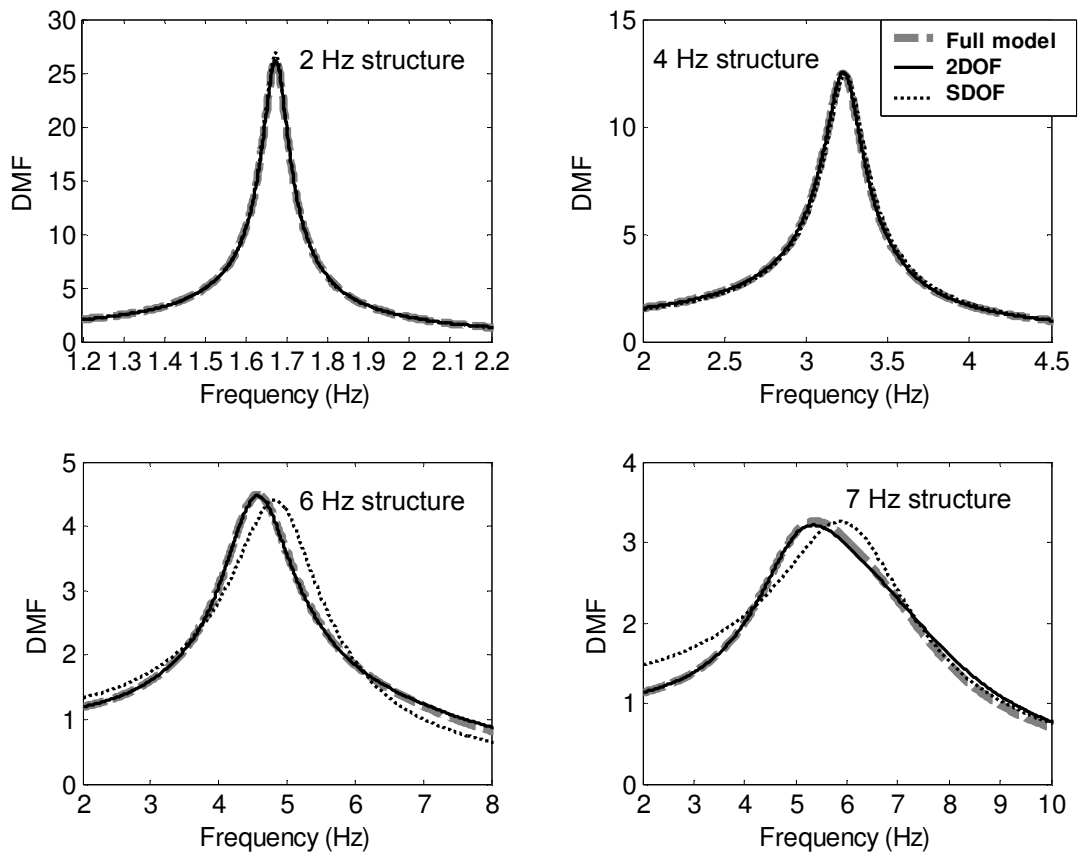 30
25
20
15
10
5
0
DMF
2 Hz structure
1.2 1.3 1.4 1.5 1.6 1.7 1.8 1.9 2 2.1 2.2
Frequency (Hz)
15
10
5
0
DMF
4 Hz structure
Full model
2DOF
SDOF
2 2.5 3 3.5 4 4.5
Frequency (Hz)
5
4
3
2
1
0
DMF
6 Hz structure
2 3 4 5 6 7 8
Frequency (Hz)
4
3
2
1
0
DMF
7 Hz structure
2 3 4 5 6 7 8 9 10
Frequency (Hz)